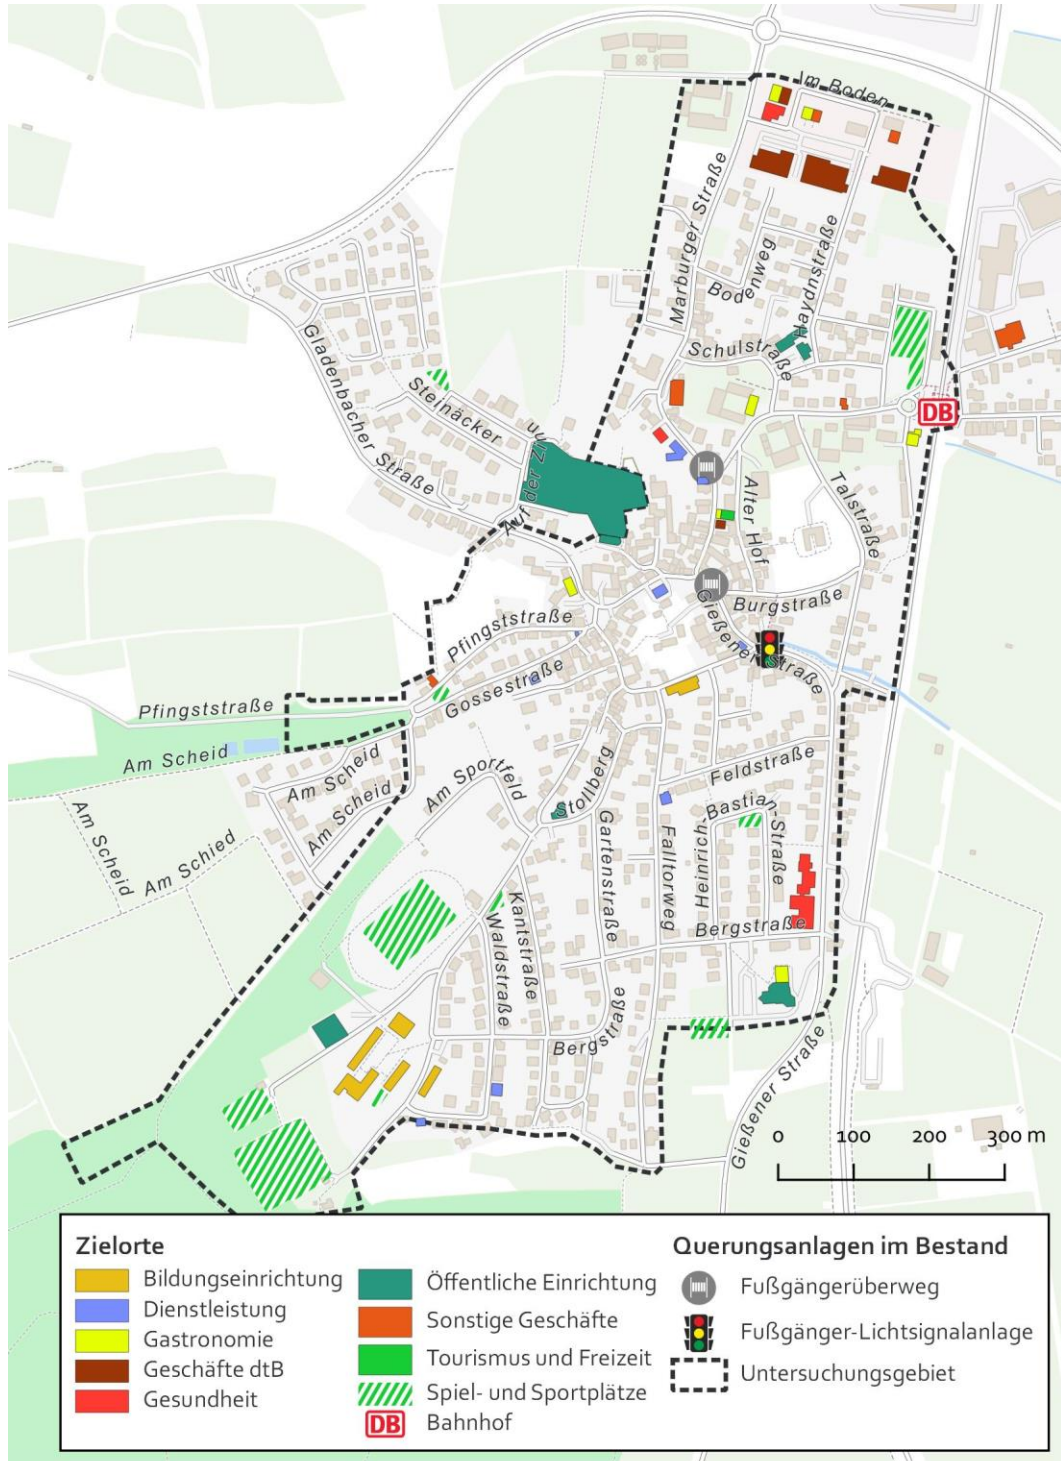 Im Boden
Marburger Straße
Bodenweg
Haydnstraße
Schulstraße
Gladenbacher Straße
Steinäcker
Auf der Zi
un
DB
Alter Hof
Talstraße
Burgstraße
Gießener Straße
Pfingststraße
Gossestraße
Pfingststraße
Am Scheid
Am Scheid
Am Scheid
Am Scheid
Am Schied
Am Sportfeld
Stollberg
Feldstraße
Heinrich-
Bastian-Straße
Gartenstraße
Falltorweg
Kantstraße
Waldstraße
Bergstraße
Bergstraße
Gießener Straße
0 100 200 300 m
Zielorte
Bildungseinrichtung
Dienstleistung
Gastronomie
Geschäfte dtB
Gesundheit
Öffentliche Einrichtung
Sonstige Geschäfte
Tourismus und Freizeit
Spiel- und Sportplätze
DB Bahnhof
Querungsanlagen im Bestand
Fußgängerüberweg
Fußgänger-Lichtsignalanlage
Untersuchungsgebiet